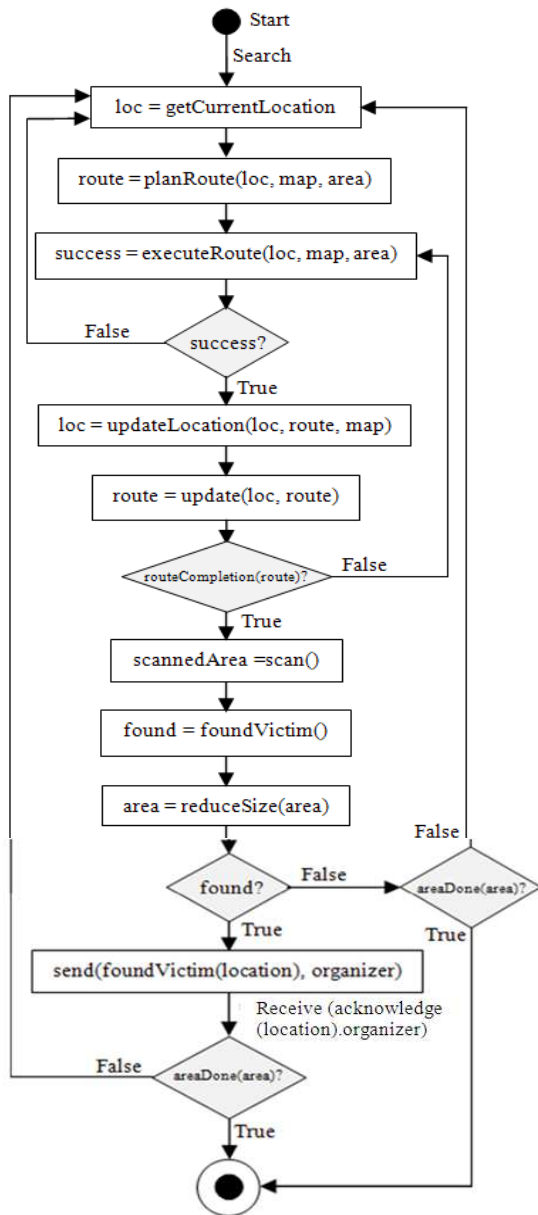 Start
Search
loc = getCurrentLocation
route = planRoute(loc, map, area)
success = executeRoute(loc, map, area)
False
success?
True
loc = updateLocation(loc, route, map)
route = update(loc, route)
routeCompletion(route)?
False
True
scannedArea =scan()
found = foundVictim()
area = reduceSize(area)
False
found?
False
areaDone(area)?
True
True
send(foundVictim(location), organizer)
Receive (acknowledge
(location).organizer)
False
areaDone(area)?
True